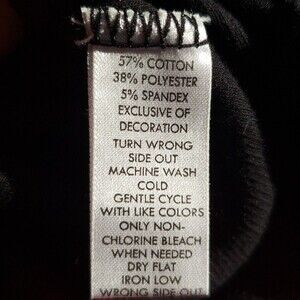 57% COTTON
38% POLYESTER
5% SPANDEX
EXCLUSIVE OF
DECORATION
TURN WRONG
SIDE OUT
MACHINE WASH
COLD
GENTLE CYCLE
WITH LIKE COLORS
ONLY NON-
CHLORINE BLEACH
WHEN NEEDED
DRY FLAT
IRON LOW
WRONG SIDE OUT